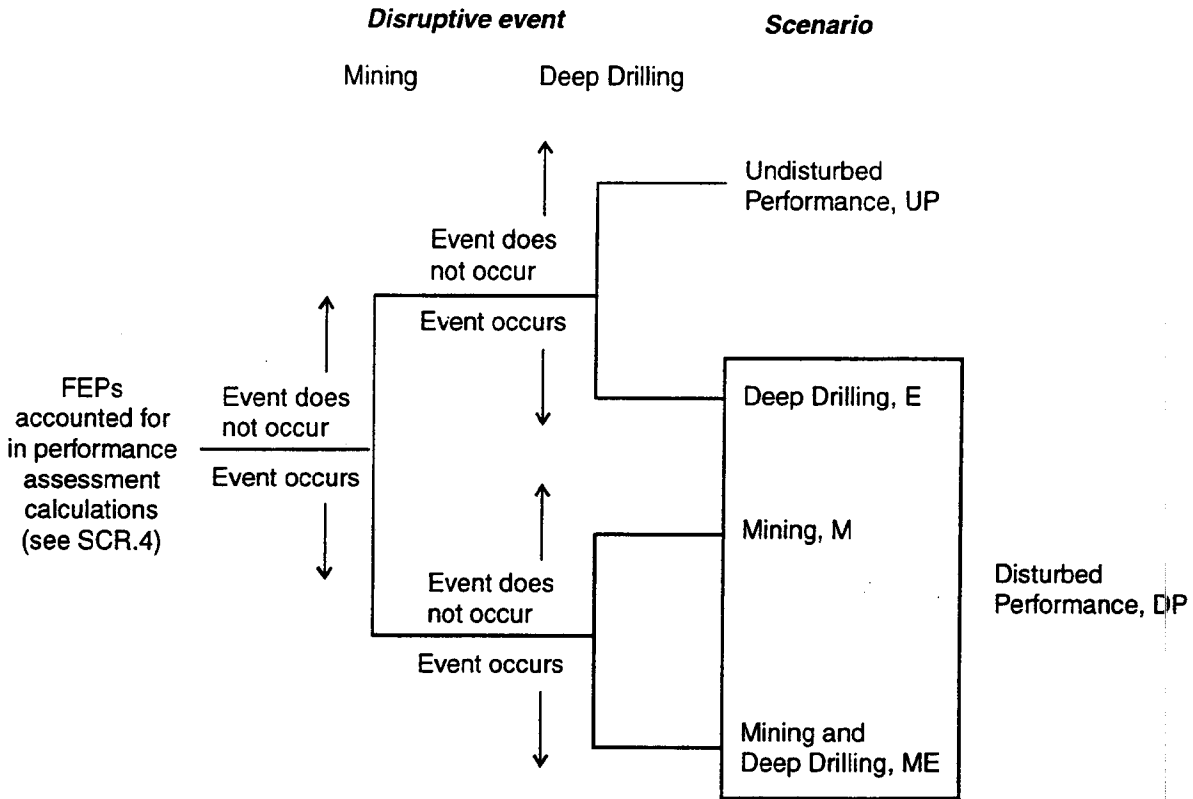 Disruptive event
Scenario
Mining
Deep Drilling
Undisturbed
Performance, UP
Event does
not occur
Event occurs
FEPs
accounted for
in performance
assessment
calculations
(see SCR.4)
Event does
not occur
Event occurs
Deep Drilling, E
Mining, M
Event does
not occur
Event occurs
Disturbed
Performance, DP
Mining and
Deep Drilling, ME